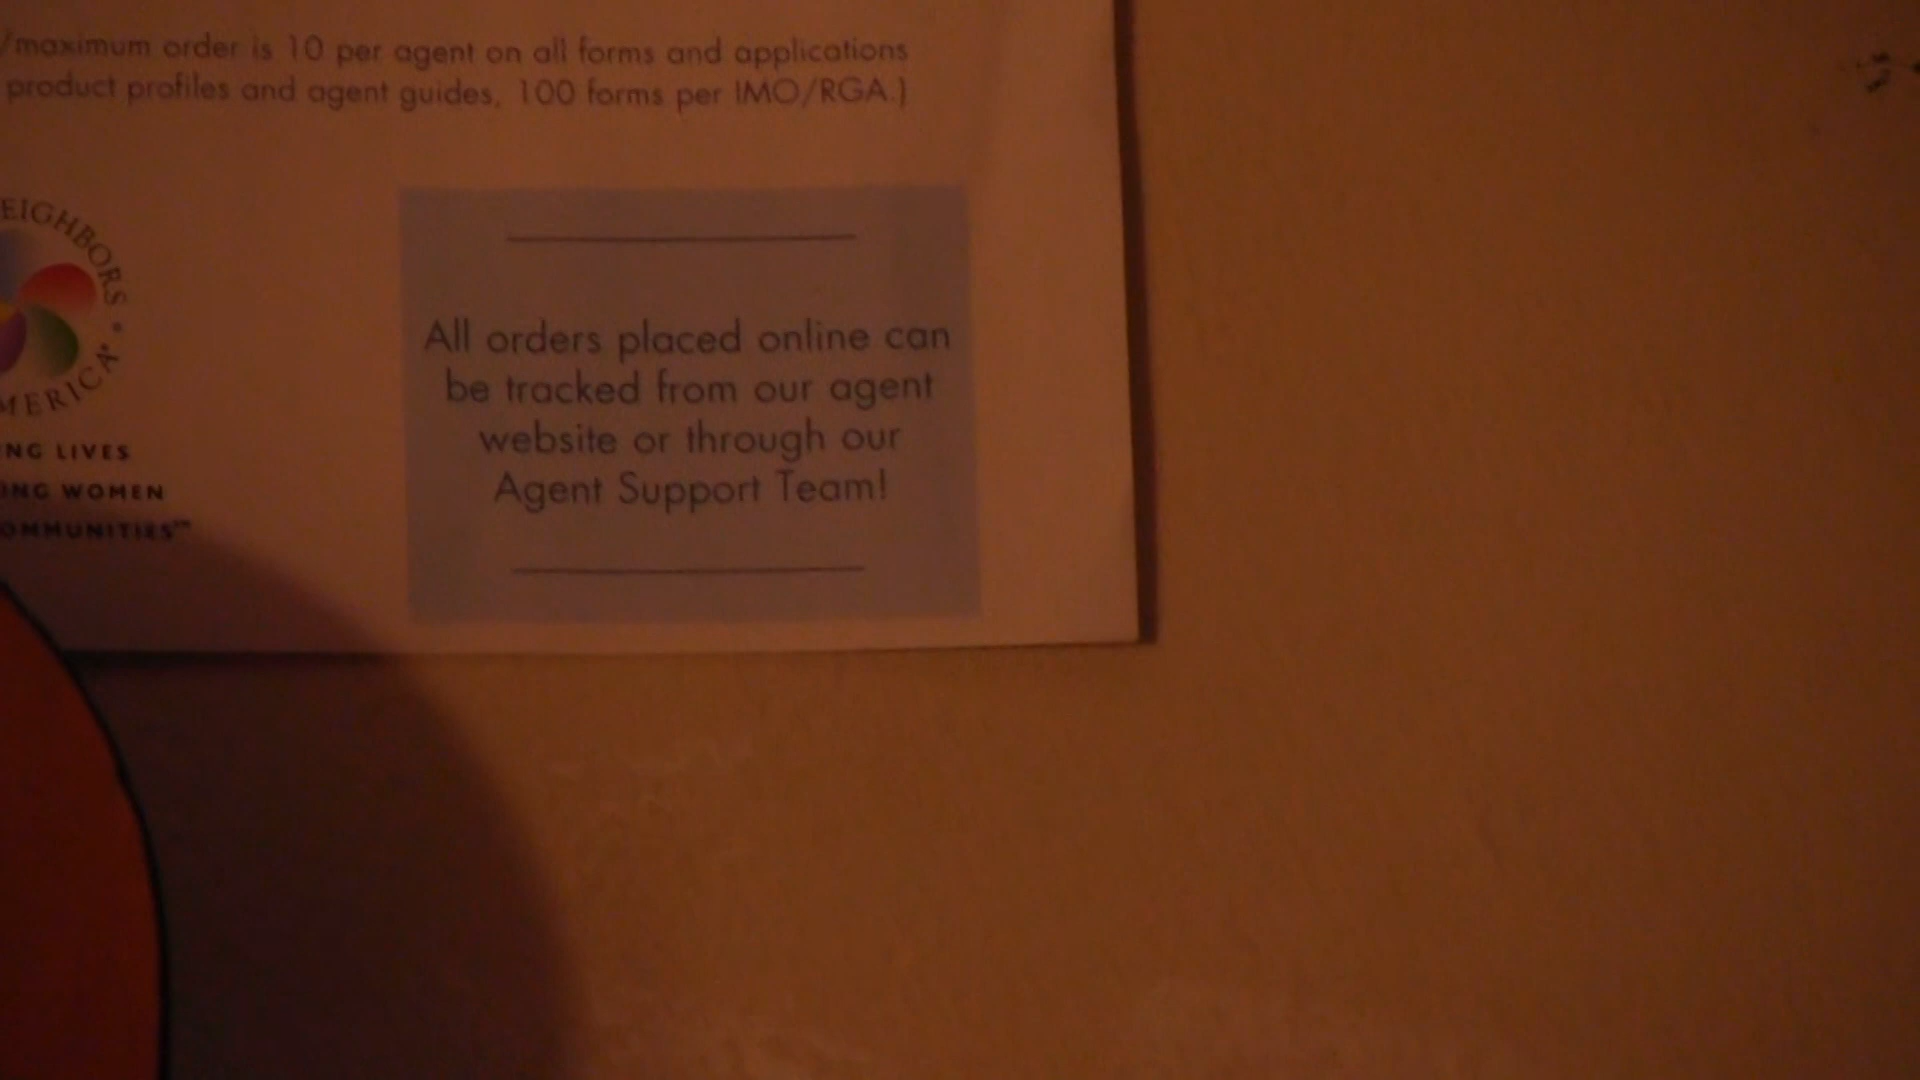 /maximum order is 10 per agent on all forms and applications
product profiles and agent guides, 100 forms per IMO/RGA.)
EIGHBORS •
MERICA®
NG LIVES
ING WOMEN
OMMUNITIES℠
All orders placed online can
be tracked from our agent
website or through our
Agent Support Team!